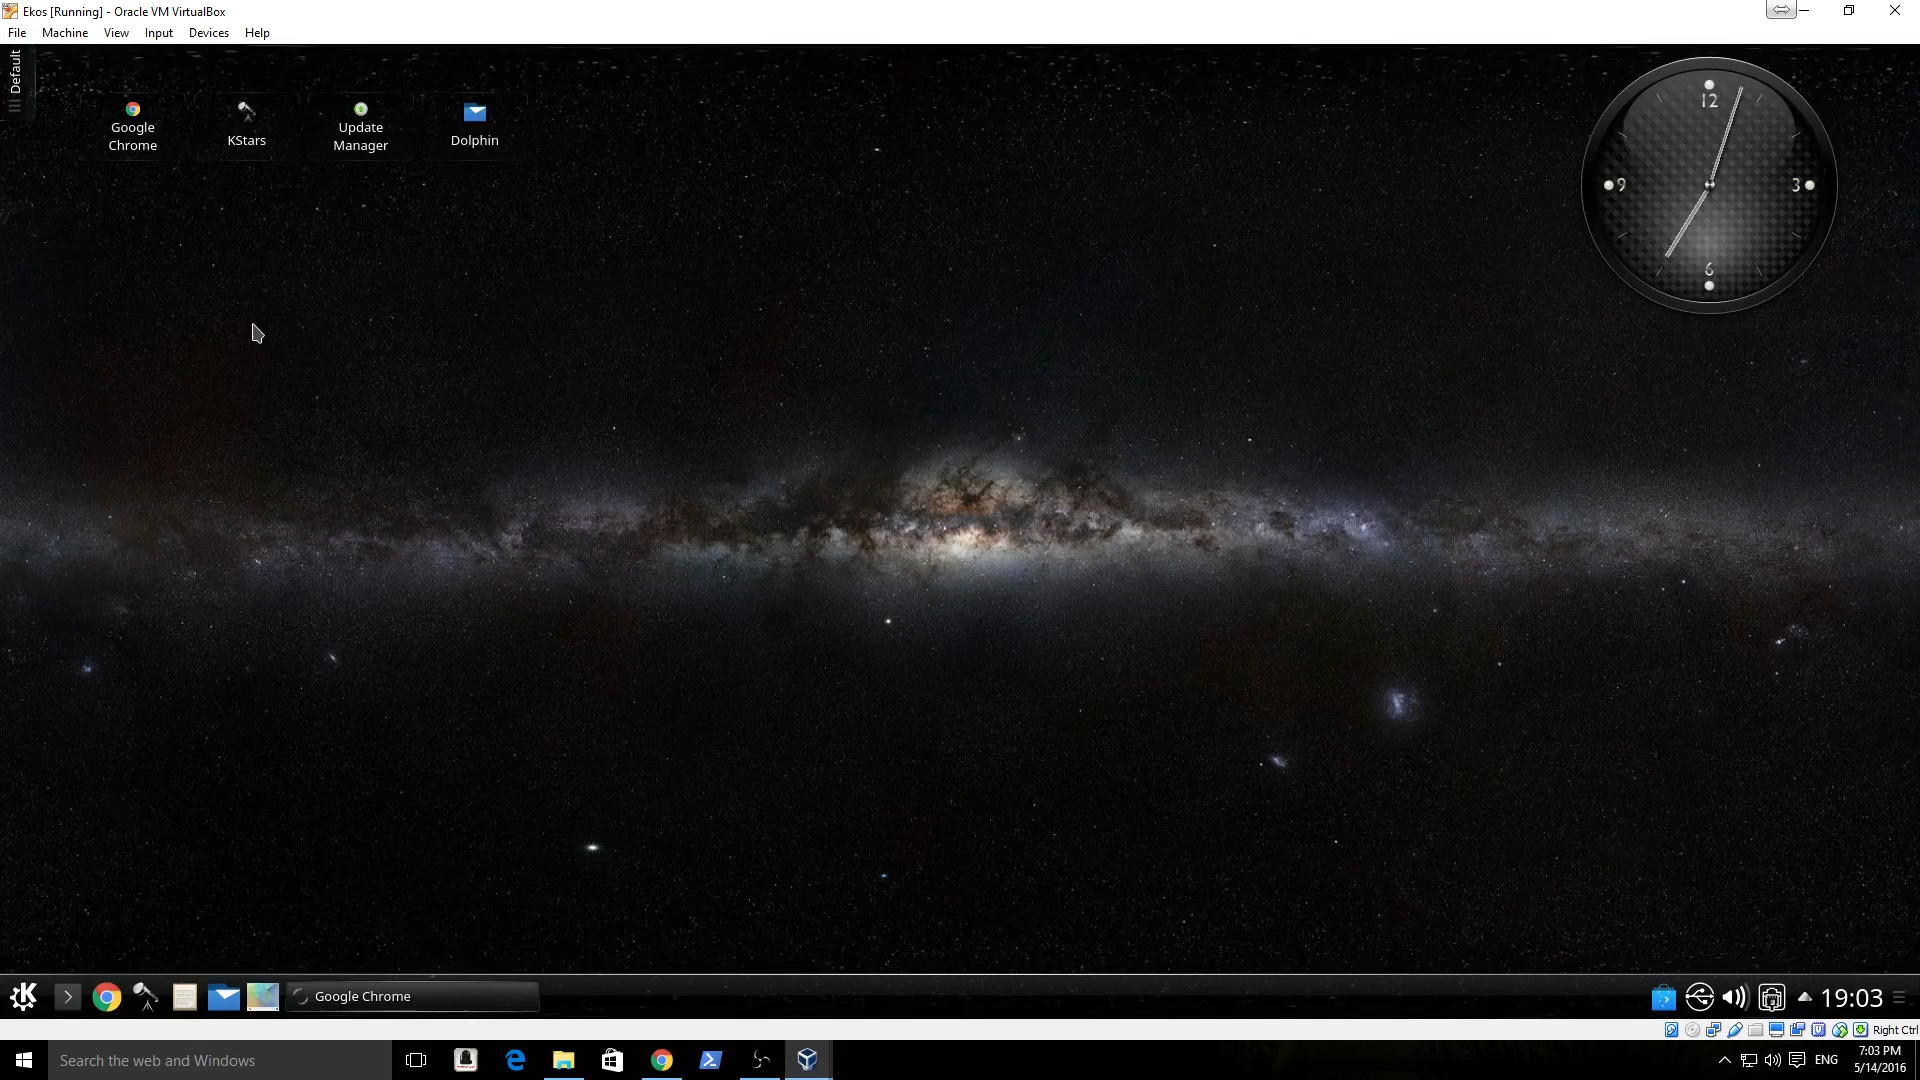 Ekos [Running] - Oracle VM VirtualBox
File Machine View Input Devices Help
Default
Google
Chrome
KStars
Update
Manager
Dolphin
12
9
3
6
Google Chrome
19:03
Right Ctrl
Search the web and Windows
ENG
7:03 PM
5/14/2016